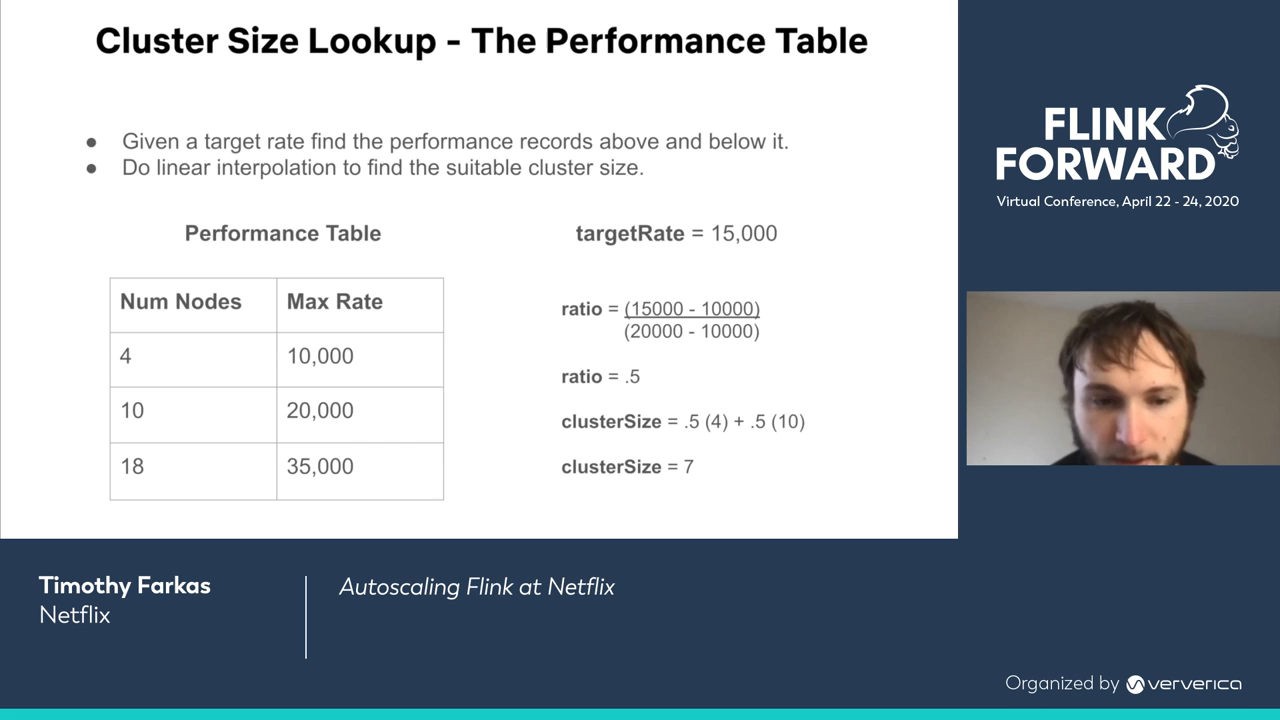 Cluster Size Lookup - The Performance Table
● Given a target rate find the performance records above and below it.
● Do linear interpolation to find the suitable cluster size.
Performance Table
Num Nodes Max Rate
4 10,000
10 20,000
18 35,000
targetRate = 15,000
ratio = (15000 - 10000)
(20000 - 10000)
ratio = .5
clusterSize = .5 (4) + .5 (10)
clusterSize = 7
FLINK
FORWARD
Virtual Conference, April 22 - 24, 2020
Timothy Farkas
Netflix
Autoscaling Flink at Netflix
Organized by ververica